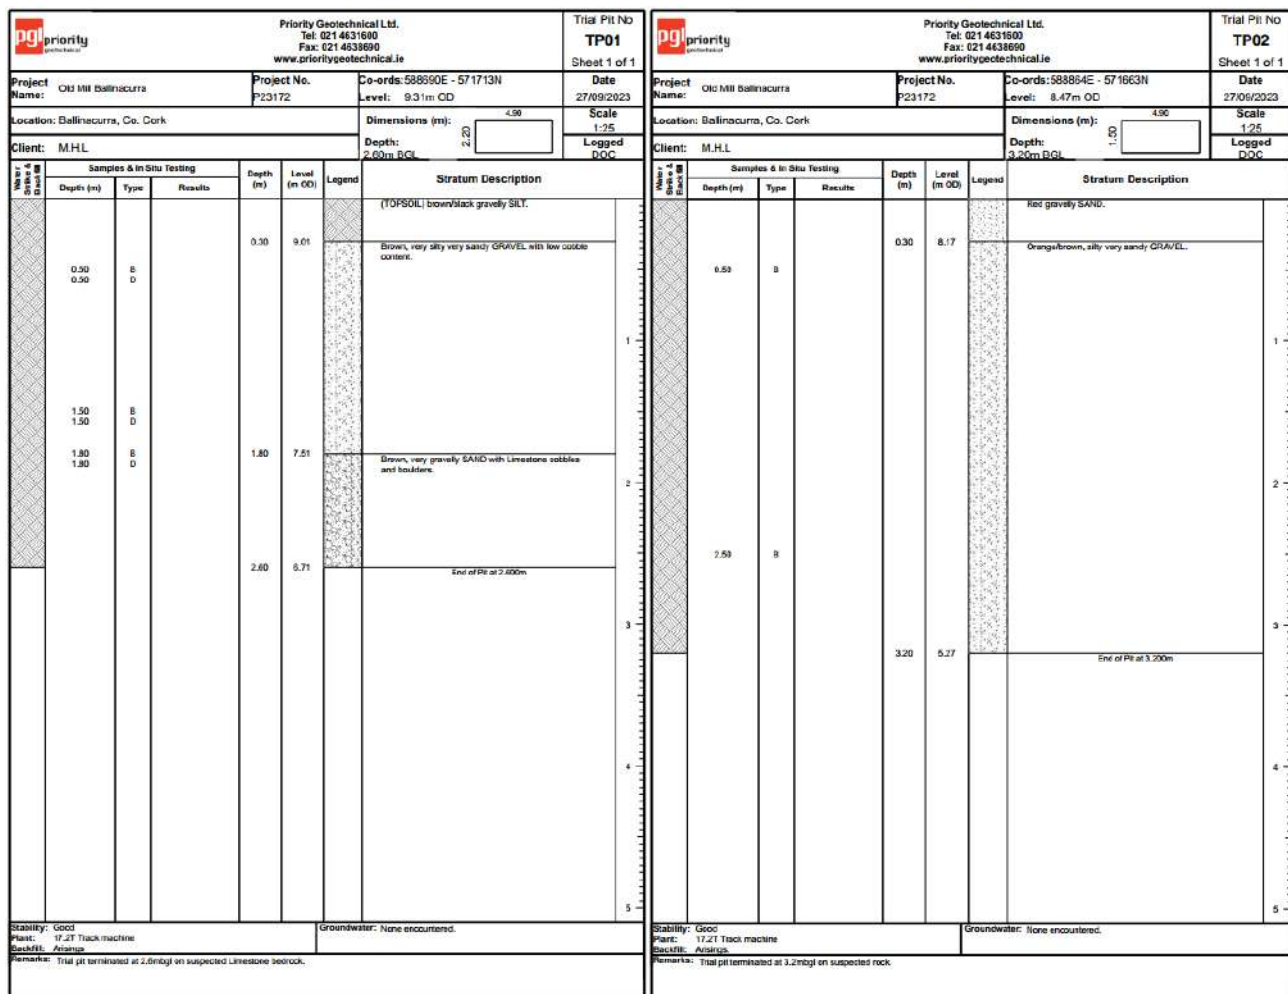 pgl priority
geotechnical
Priority Geotechnical Ltd.
Tel: 021 4631600
Fax: 021 4638690
www.prioritygeotechnical.ie
Trial Pit No
TP01
Sheet 1 of 1
Project Name: Old Mill Ballinacurra
Project No. P23172
Co-ords: 588690E - 571713N
Level: 9.31m OD
Date
27/09/2023
Location: Ballinacurra, Co. Cork
Dimensions (m): 4.90
2.20
Scale
1:25
Client: M.H.L
Depth:
2.60m BGL
Logged
DOC
Water Strike & Backfill
Samples & In Situ Testing
Depth (m) Type Results
Depth (m)
Level (m OD)
Legend
Stratum Description
(TOPSOIL) brown/black gravelly SILT.
0.30 9.01
Brown, very silty very sandy GRAVEL with low cobble
content.
0.50 B
0.50 D
1
1.50 B
1.50 D
1.80 B 1.80 7.51
1.80 D
Brown, very gravelly SAND with Limestone cobbles
and boulders.
2
2.60 6.71
End of Pit at 2.600m
3
4
5
Stability: Good
Plant: 17.2T Track machine
Backfill: Arisings
Groundwater: None encountered.
Remarks: Trial pit terminated at 2.6mbgl on suspected Limestone bedrock.
pgl priority
geotechnical
Priority Geotechnical Ltd.
Tel: 021 4631600
Fax: 021 4638690
www.prioritygeotechnical.ie
Trial Pit No
TP02
Sheet 1 of 1
Project Name: Old Mill Ballinacurra
Project No. P23172
Co-ords: 588864E - 571663N
Level: 8.47m OD
Date
27/09/2023
Location: Ballinacurra, Co. Cork
Dimensions (m): 4.90
1.50
Scale
1:25
Client: M.H.L
Depth:
3.20m BGL
Logged
DOC
Water Strike & Backfill
Samples & In Situ Testing
Depth (m) Type Results
Depth (m)
Level (m OD)
Legend
Stratum Description
Red gravelly SAND.
0.30 8.17
Orange/brown, silty very sandy GRAVEL.
0.50 B
1
2
2.50 B
3
3.20 5.27
End of Pit at 3.200m
4
5
Stability: Good
Plant: 17.2T Track machine
Backfill: Arisings
Groundwater: None encountered.
Remarks: Trial pit terminated at 3.2mbgl on suspected rock.